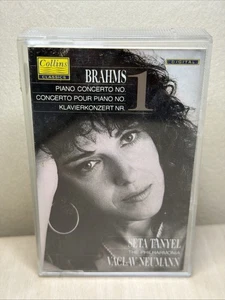 Collins
CLASSICS
DIGITAL
BRAHMS
PIANO CONCERTO NO.
CONCERTO POUR PIANO NO.
KLAVIERKONZERT NR.
1
SETA TANYEL
THE PHILHARMONIA
VACLAV NEUMANN